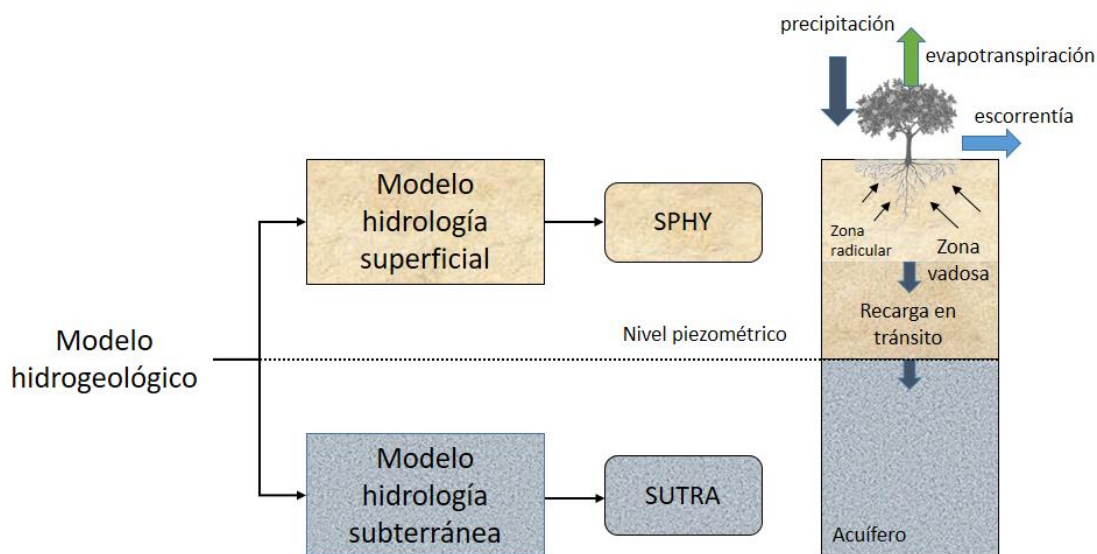 precipitación
evapotranspiración
escorrentía
Modelo
hidrología
superficial
SPHY
Zona
radicular
Zona
vadosa
Recarga en
tránsito
Nivel piezométrico
Modelo
hidrogeológico
Modelo
hidrología
subterránea
SUTRA
Acuífero